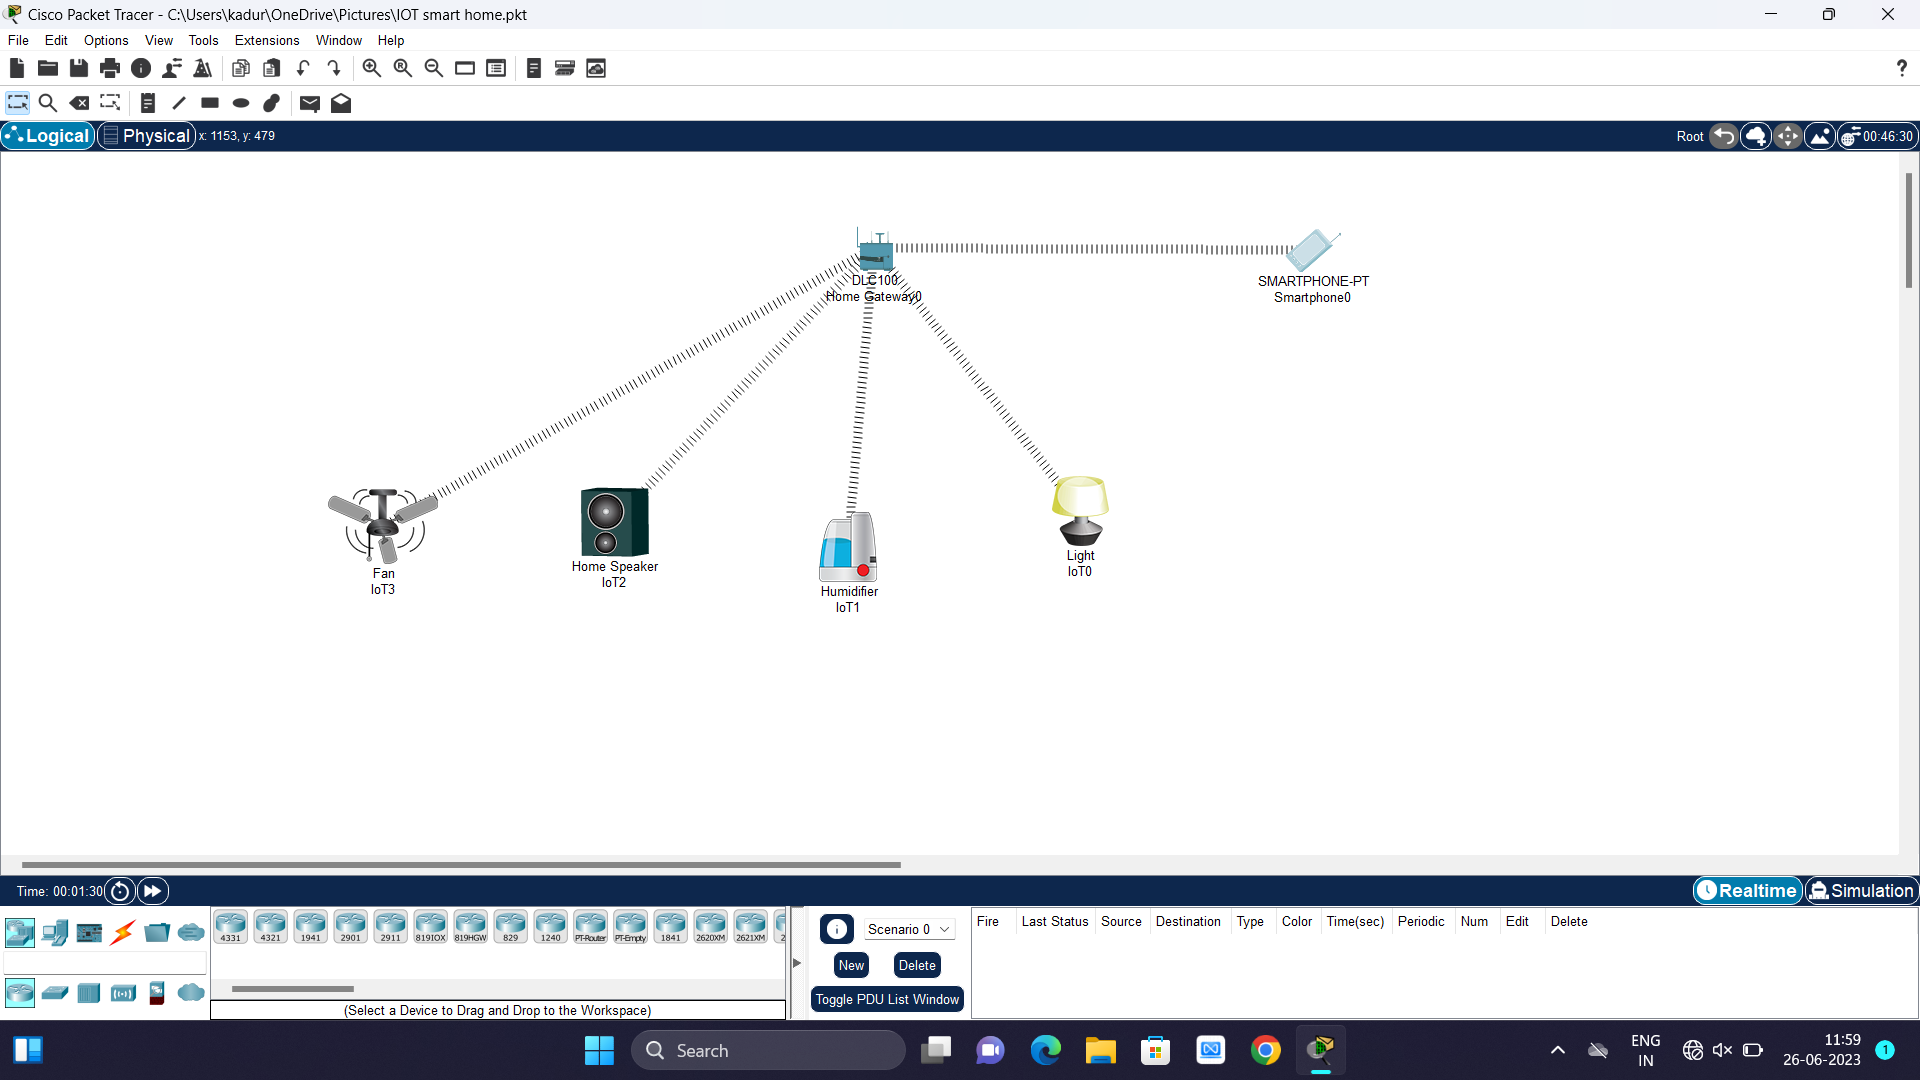 Cisco Packet Tracer - C:\Users\kadur\OneDrive\Pictures\IOT smart home.pkt
File Edit Options View Tools Extensions Window Help
?
Logical Physical x: 1153, y: 479 Root 00:46:30
DLC100
Home Gateway0
SMARTPHONE-PT
Smartphone0
Fan
IoT3
Home Speaker
IoT2
Humidifier
IoT1
Light
IoT0
Time: 00:01:30 Realtime Simulation
4331 4321 1941 2901 2911 819IOX 819HGW 829 1240 PT-Router PT-Empty 1841 2620XM 2621XM 2
(Select a Device to Drag and Drop to the Workspace)
Scenario 0
New Delete
Toggle PDU List Window
Fire Last Status Source Destination Type Color Time(sec) Periodic Num Edit Delete
Search
ENG
IN
11:59
26-06-2023
1